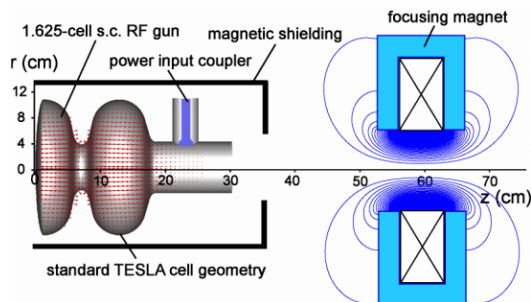 1.625-cell s.c. RF gun
r (cm)
magnetic shielding
power input coupler
focusing magnet
12
8
4
0
0
10
20
30
40
50
60
70
z (cm)
standard TESLA cell geometry